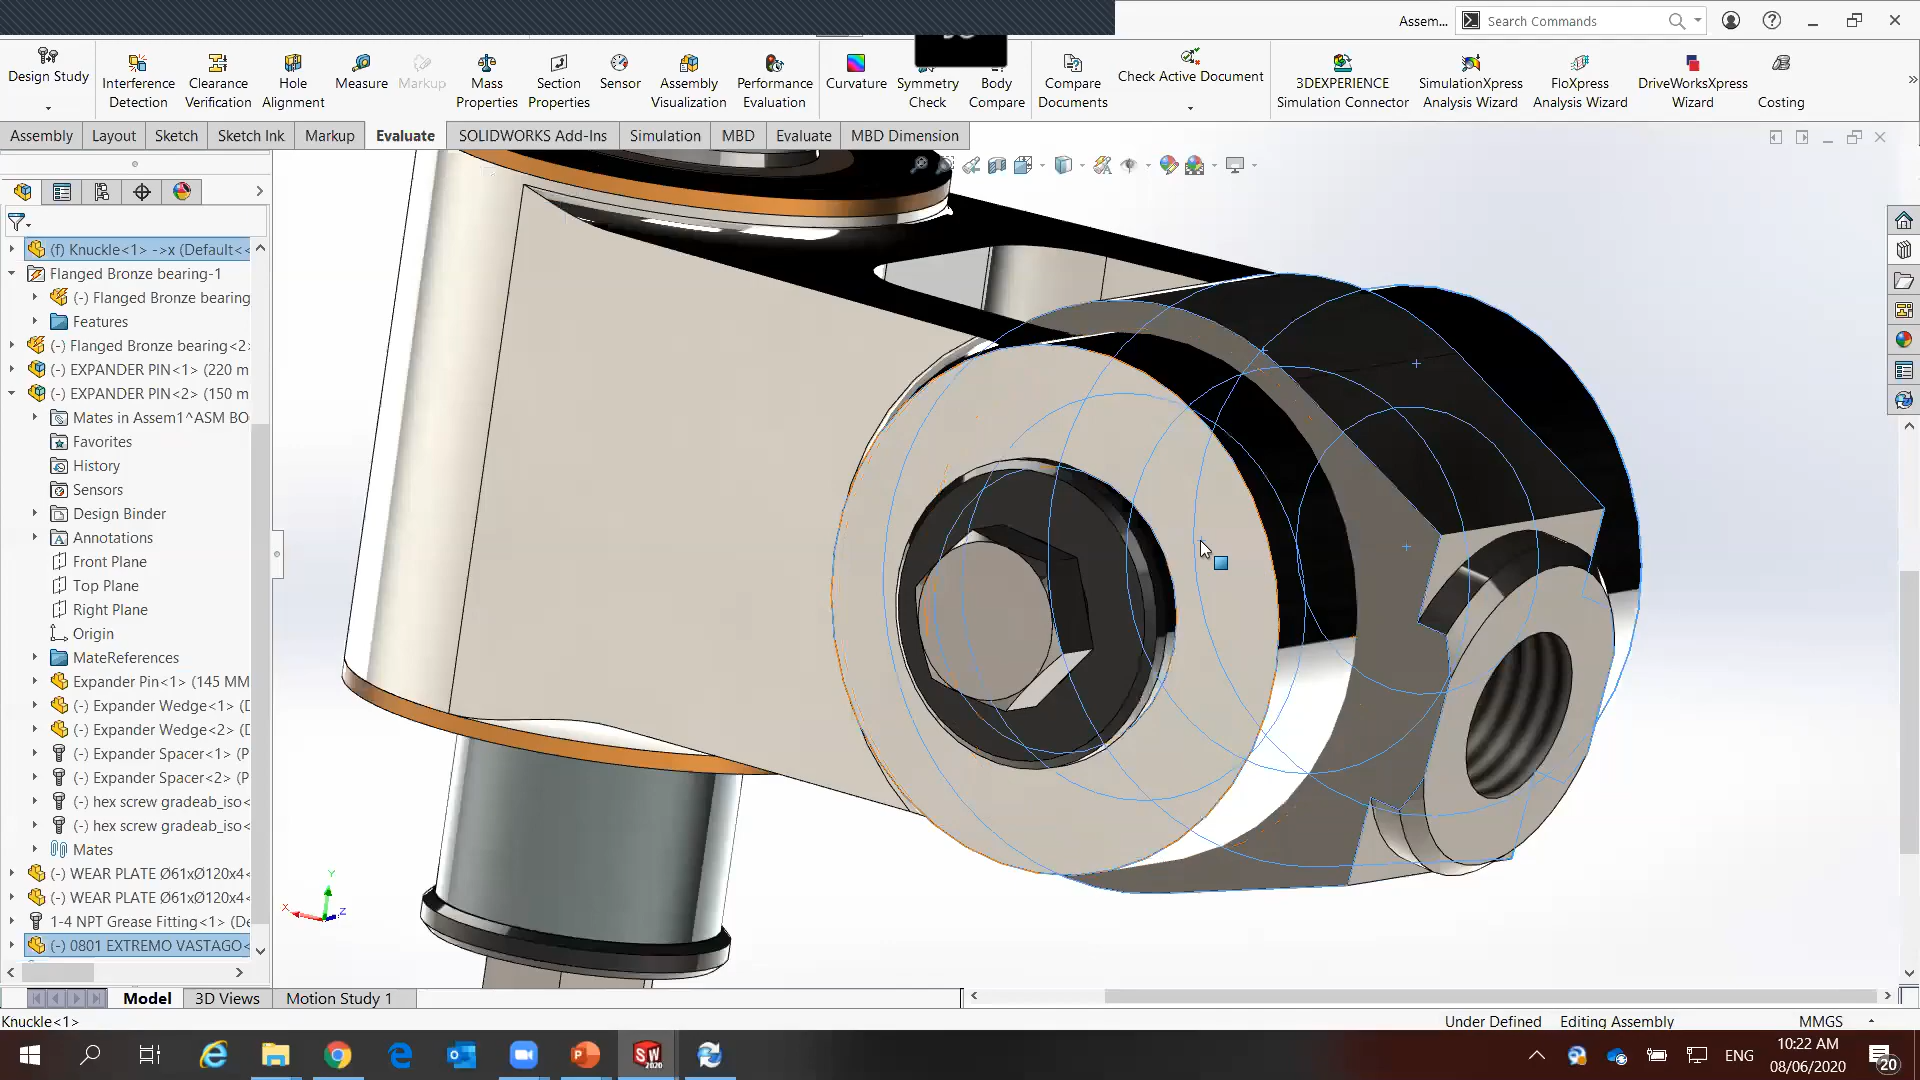 Assem...
Search Commands
Design Study
Interference Detection
Clearance Verification
Hole Alignment
Measure
Markup
Mass Properties
Section Properties
Sensor
Assembly Visualization
Performance Evaluation
Curvature
Symmetry Check
Body Compare
Compare Documents
Check Active Document
3DEXPERIENCE Simulation Connector
SimulationXpress Analysis Wizard
FloXpress Analysis Wizard
DriveWorksXpress Wizard
Costing
Assembly
Layout
Sketch
Sketch Ink
Markup
Evaluate
SOLIDWORKS Add-Ins
Simulation
MBD
Evaluate
MBD Dimension
(f) Knuckle<1> ->x (Default<<
Flanged Bronze bearing-1
(-) Flanged Bronze bearing
Features
(-) Flanged Bronze bearing<2>
(-) EXPANDER PIN<1> (220 m
(-) EXPANDER PIN<2> (150 m
Mates in Assem1^ASM BO
Favorites
History
Sensors
Design Binder
Annotations
Front Plane
Top Plane
Right Plane
Origin
MateReferences
Expander Pin<1> (145 MM
(-) Expander Wedge<1> (D
(-) Expander Wedge<2> (D
(-) Expander Spacer<1> (P
(-) Expander Spacer<2> (P
(-) hex screw gradeab_iso<
(-) hex screw gradeab_iso<
Mates
(-) WEAR PLATE Ø61xØ120x4<
(-) WEAR PLATE Ø61xØ120x4<
1-4 NPT Grease Fitting<1> (De
(-) 0801 EXTREMO VASTAGO<
Y
X
Z
Model
3D Views
Motion Study 1
Knuckle<1>
Under Defined
Editing Assembly
MMGS
SW
2020
ENG
10:22 AM
08/06/2020
20